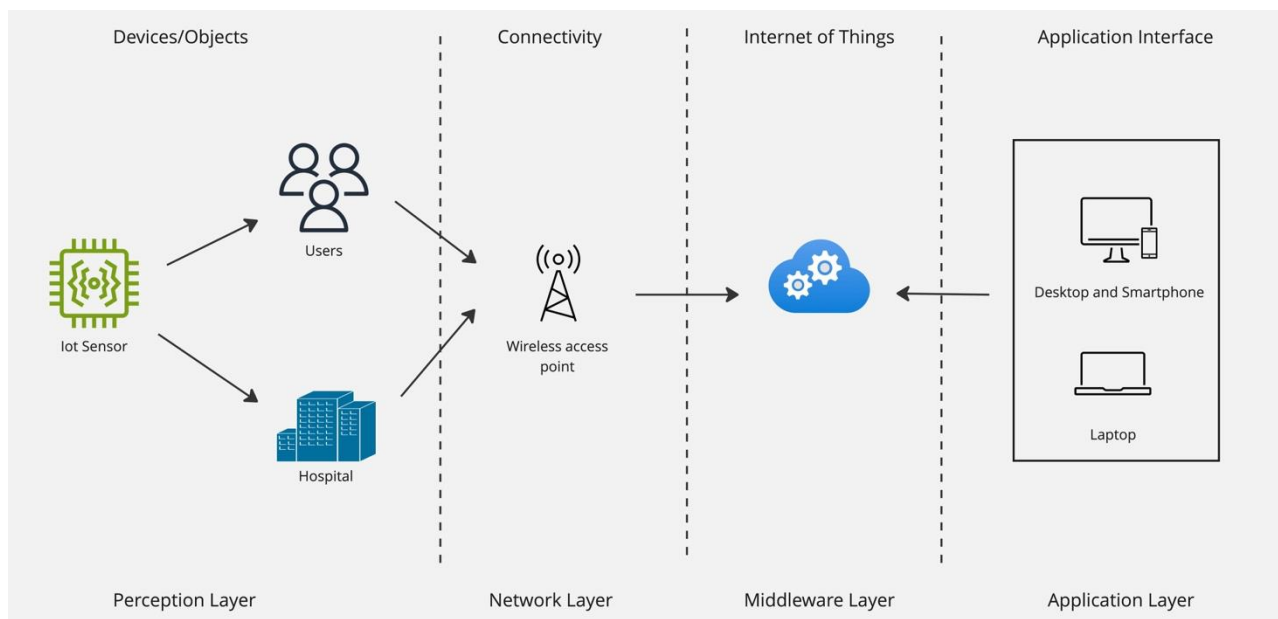 Devices/Objects
Connectivity
Internet of Things
Application Interface
Users
Iot Sensor
Hospital
Wireless access
point
Desktop and Smartphone
Laptop
Perception Layer
Network Layer
Middleware Layer
Application Layer